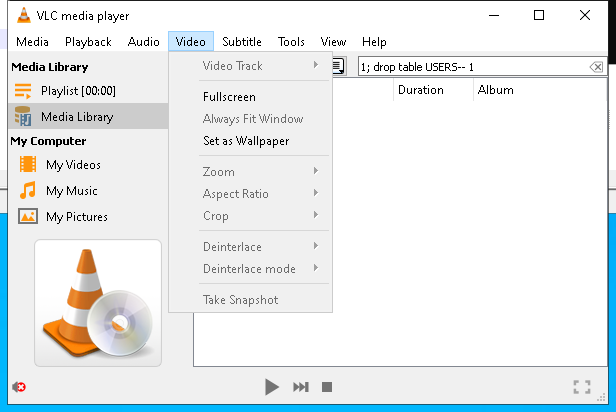 VLC media player
Media Playback Audio Video Subtitle Tools View Help
Media Library
Playlist [00:00]
Media Library
My Computer
My Videos
My Music
My Pictures
Video Track
Fullscreen
Always Fit Window
Set as Wallpaper
Zoom
Aspect Ratio
Crop
Deinterlace
Deinterlace mode
Take Snapshot
1; drop table USERS-- 1
Duration Album